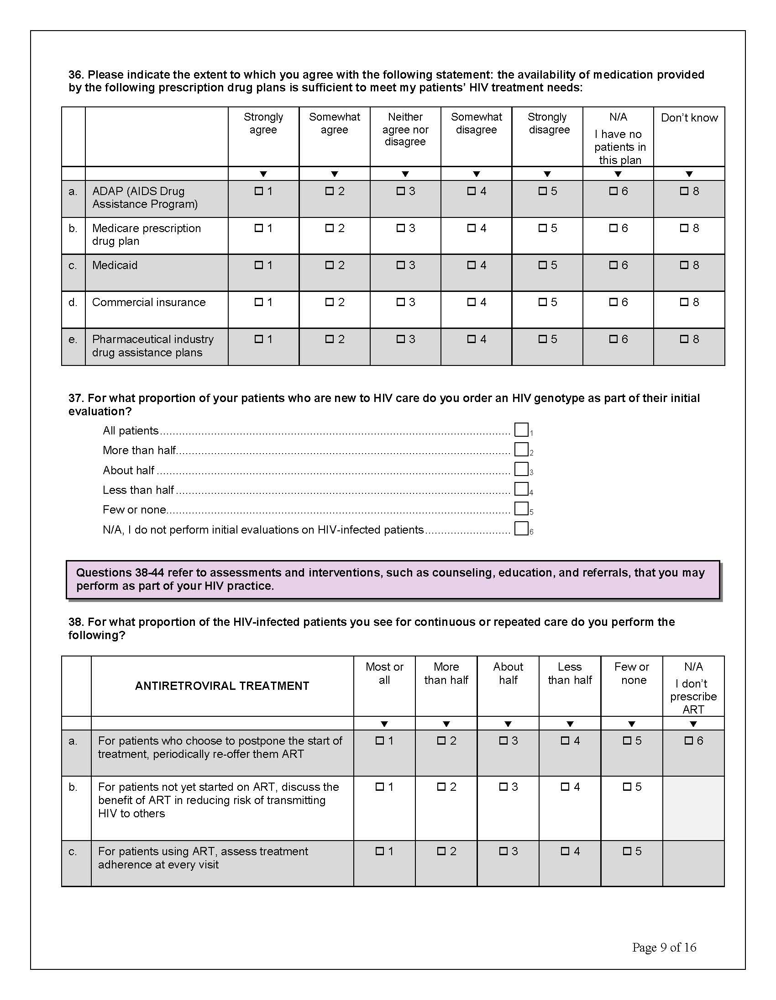 36. Please indicate the extent to which you agree with the following statement: the availability of medication provided
by the following prescription drug plans is sufficient to meet my patients’ HIV treatment needs:
Strongly agree Somewhat agree Neither agree nor disagree Somewhat disagree Strongly disagree N/A I have no patients in this plan Don’t know
▼ ▼ ▼ ▼ ▼ ▼ ▼
a. ADAP (AIDS Drug ☐ 1 ☐ 2 ☐ 3 ☐ 4 ☐ 5 ☐ 6 ☐ 8
Assistance Program)
b. Medicare prescription ☐ 1 ☐ 2 ☐ 3 ☐ 4 ☐ 5 ☐ 6 ☐ 8
drug plan
c. Medicaid ☐ 1 ☐ 2 ☐ 3 ☐ 4 ☐ 5 ☐ 6 ☐ 8
d. Commercial insurance ☐ 1 ☐ 2 ☐ 3 ☐ 4 ☐ 5 ☐ 6 ☐ 8
e. Pharmaceutical industry ☐ 1 ☐ 2 ☐ 3 ☐ 4 ☐ 5 ☐ 6 ☐ 8
drug assistance plans
37. For what proportion of your patients who are new to HIV care do you order an HIV genotype as part of their initial
evaluation?
All patients.......... ☐ 1
More than half.......... ☐ 2
About half .......... ☐ 3
Less than half.......... ☐ 4
Few or none.......... ☐ 5
N/A, I do not perform initial evaluations on HIV-infected patients.......... ☐ 6
Questions 38-44 refer to assessments and interventions, such as counseling, education, and referrals, that you may
perform as part of your HIV practice.
38. For what proportion of the HIV-infected patients you see for continuous or repeated care do you perform the
following?
ANTIRETROVIRAL TREATMENT Most or all More than half About half Less than half Few or none N/A I don’t prescribe ART
▼ ▼ ▼ ▼ ▼ ▼
a. For patients who choose to postpone the start of ☐ 1 ☐ 2 ☐ 3 ☐ 4 ☐ 5 ☐ 6
treatment, periodically re-offer them ART
b. For patients not yet started on ART, discuss the ☐ 1 ☐ 2 ☐ 3 ☐ 4 ☐ 5
benefit of ART in reducing risk of transmitting
HIV to others
c. For patients using ART, assess treatment ☐ 1 ☐ 2 ☐ 3 ☐ 4 ☐ 5
adherence at every visit
Page 9 of 16